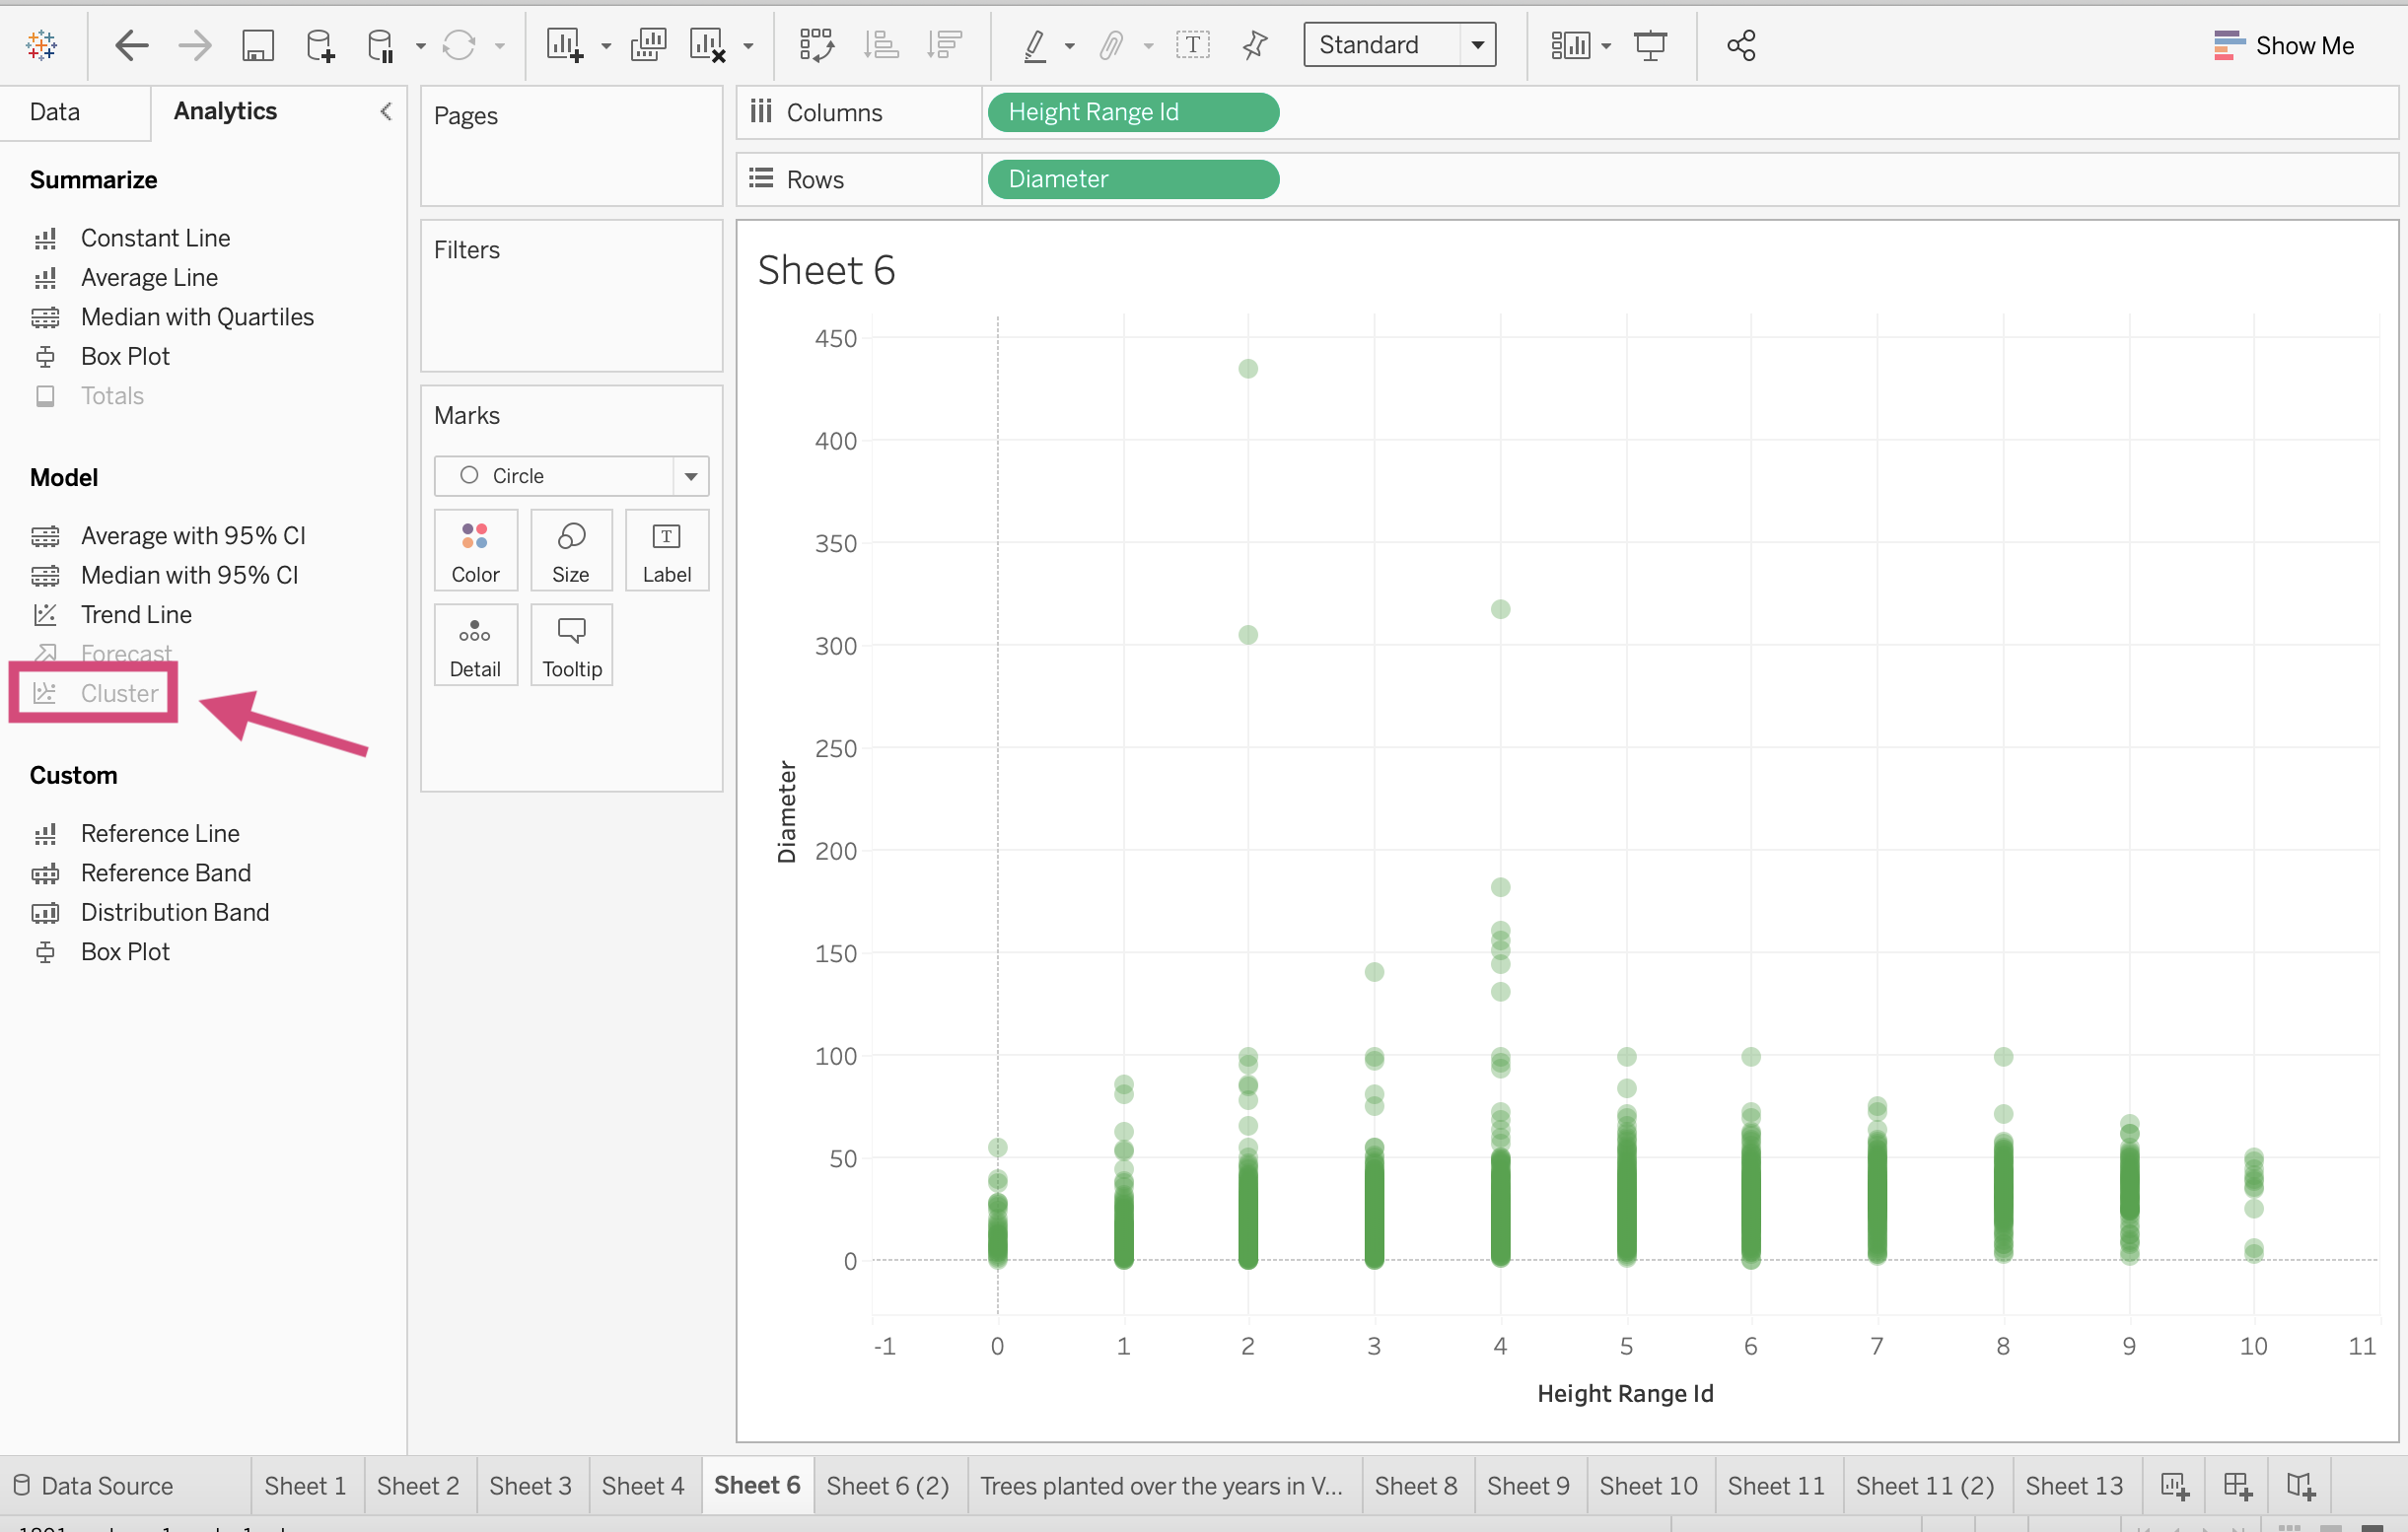 Standard
Show Me
Data
Analytics
Pages
Columns
Height Range Id
Rows
Diameter
Summarize
Constant Line
Average Line
Median with Quartiles
Box Plot
Totals
Model
Average with 95% CI
Median with 95% CI
Trend Line
Forecast
Cluster
Custom
Reference Line
Reference Band
Distribution Band
Box Plot
Filters
Marks
Circle
Color
Size
T
Label
Detail
Tooltip
Sheet 6
450
400
350
300
250
200
150
100
50
0
Diameter
-1 0 1 2 3 4 5 6 7 8 9 10 11
Height Range Id
Data Source Sheet 1 Sheet 2 Sheet 3 Sheet 4 Sheet 6 Sheet 6 (2) Trees planted over the years in V... Sheet 8 Sheet 9 Sheet 10 Sheet 11 Sheet 11 (2) Sheet 13